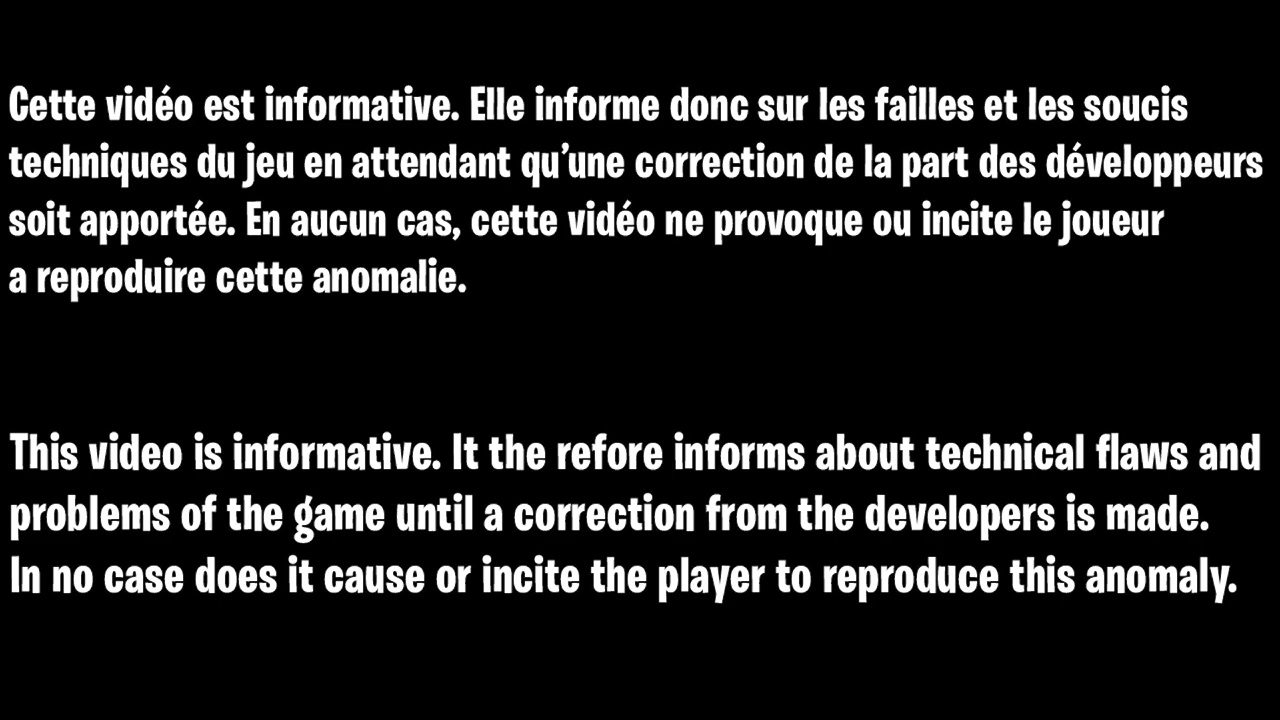 Cette vidéo est informative. Elle informe donc sur les failles et les soucis
techniques du jeu en attendant qu’une correction de la part des développeurs
soit apportée. En aucun cas, cette vidéo ne provoque ou incite le joueur
a reproduire cette anomalie.
This video is informative. It the refore informs about technical flaws and
problems of the game until a correction from the developers is made.
In no case does it cause or incite the player to reproduce this anomaly.